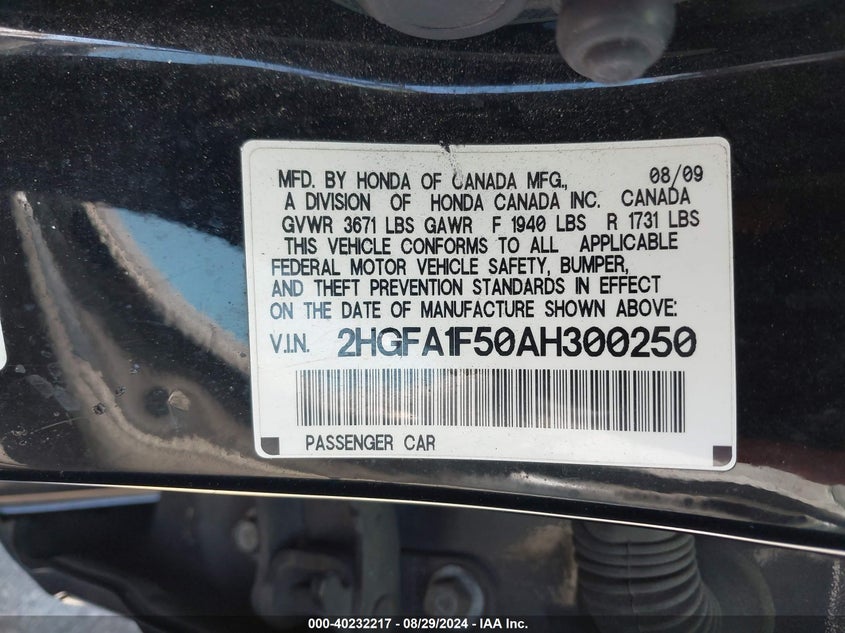 MFD. BY HONDA OF CANADA MFG., 08/09
A DIVISION OF HONDA CANADA INC. CANADA
GVWR 3671 LBS GAWR F 1940 LBS R 1731 LBS
THIS VEHICLE CONFORMS TO ALL APPLICABLE
FEDERAL MOTOR VEHICLE SAFETY, BUMPER,
AND THEFT PREVENTION STANDARDS IN EFFECT
ON THE DATE OF MANUFACTURE SHOWN ABOVE:
V.I.N. 2HGFA1F50AH300250
PASSENGER CAR
000-40232217 - 08/29/2024 - IAA Inc.